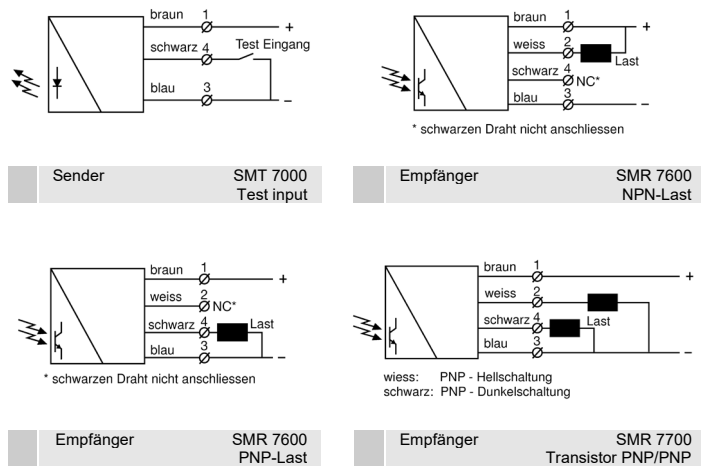 braun 1
+
schwarz 4 Test Eingang
blau 3
–
Sender SMT 7000
Test input
braun 1
+
weiss 2
Last
schwarz 4 NC*
blau 3
–
* schwarzen Draht nicht anschliessen
Empfänger SMR 7600
NPN-Last
braun 1
+
weiss 2 NC*
schwarz 4 Last
blau 3
–
* schwarzen Draht nicht anschliessen
Empfänger SMR 7600
PNP-Last
braun 1
+
weiss 2
schwarz 4 Last
blau 3
–
wiess: PNP - Hellschaltung
schwarz: PNP - Dunkelschaltung
Empfänger SMR 7700
Transistor PNP/PNP